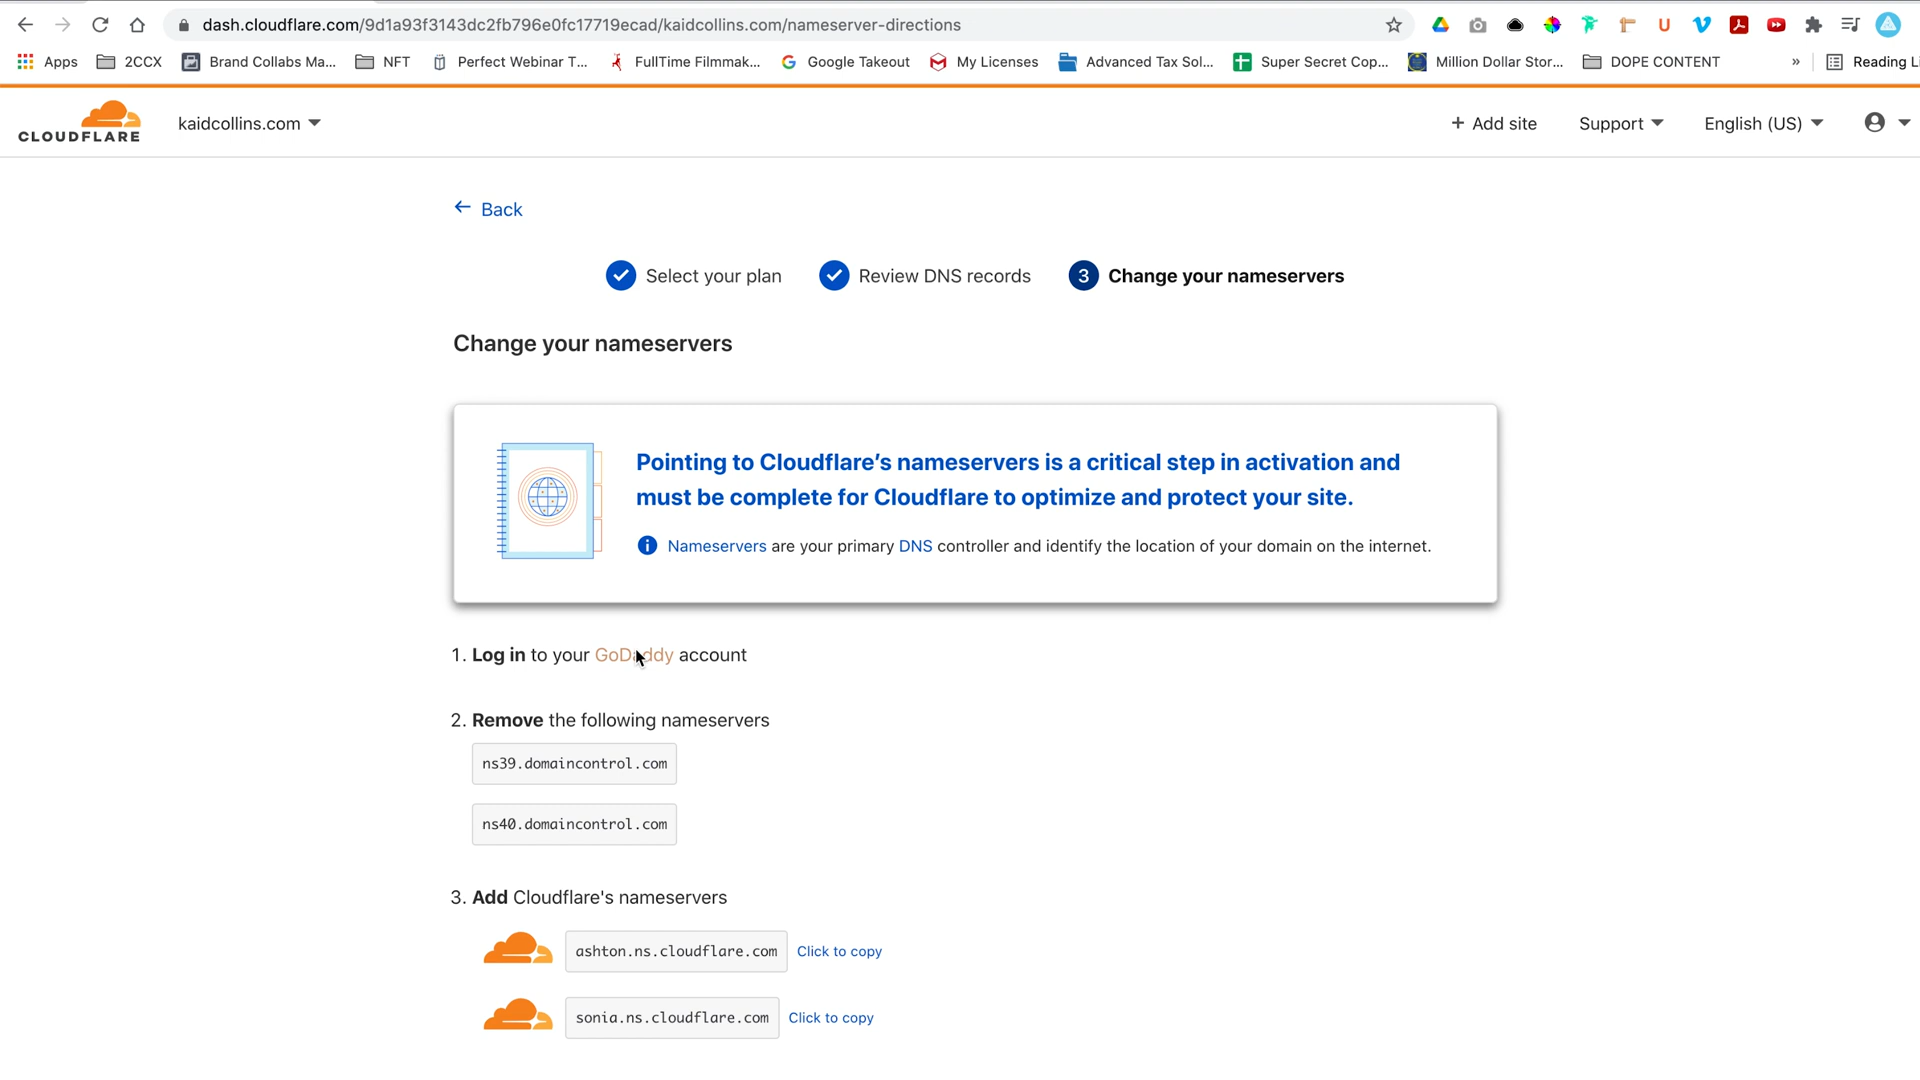 dash.cloudflare.com/9d1a93f3143dc2fb796e0fc17719ecad/kaidcollins.com/nameserver-directions
Apps 2CCX Brand Collabs Ma... NFT Perfect Webinar T... FullTime Filmmak... Google Takeout My Licenses Advanced Tax Sol... Super Secret Cop... Million Dollar Stor... DOPE CONTENT » Reading Li
CLOUDFLARE kaidcollins.com + Add site Support English (US)
← Back
Select your plan Review DNS records 3 Change your nameservers
Change your nameservers
Pointing to Cloudflare’s nameservers is a critical step in activation and
must be complete for Cloudflare to optimize and protect your site.
Nameservers are your primary DNS controller and identify the location of your domain on the internet.
1. Log in to your GoDaddy account
2. Remove the following nameservers
ns39.domaincontrol.com
ns40.domaincontrol.com
3. Add Cloudflare's nameservers
ashton.ns.cloudflare.com Click to copy
sonia.ns.cloudflare.com Click to copy